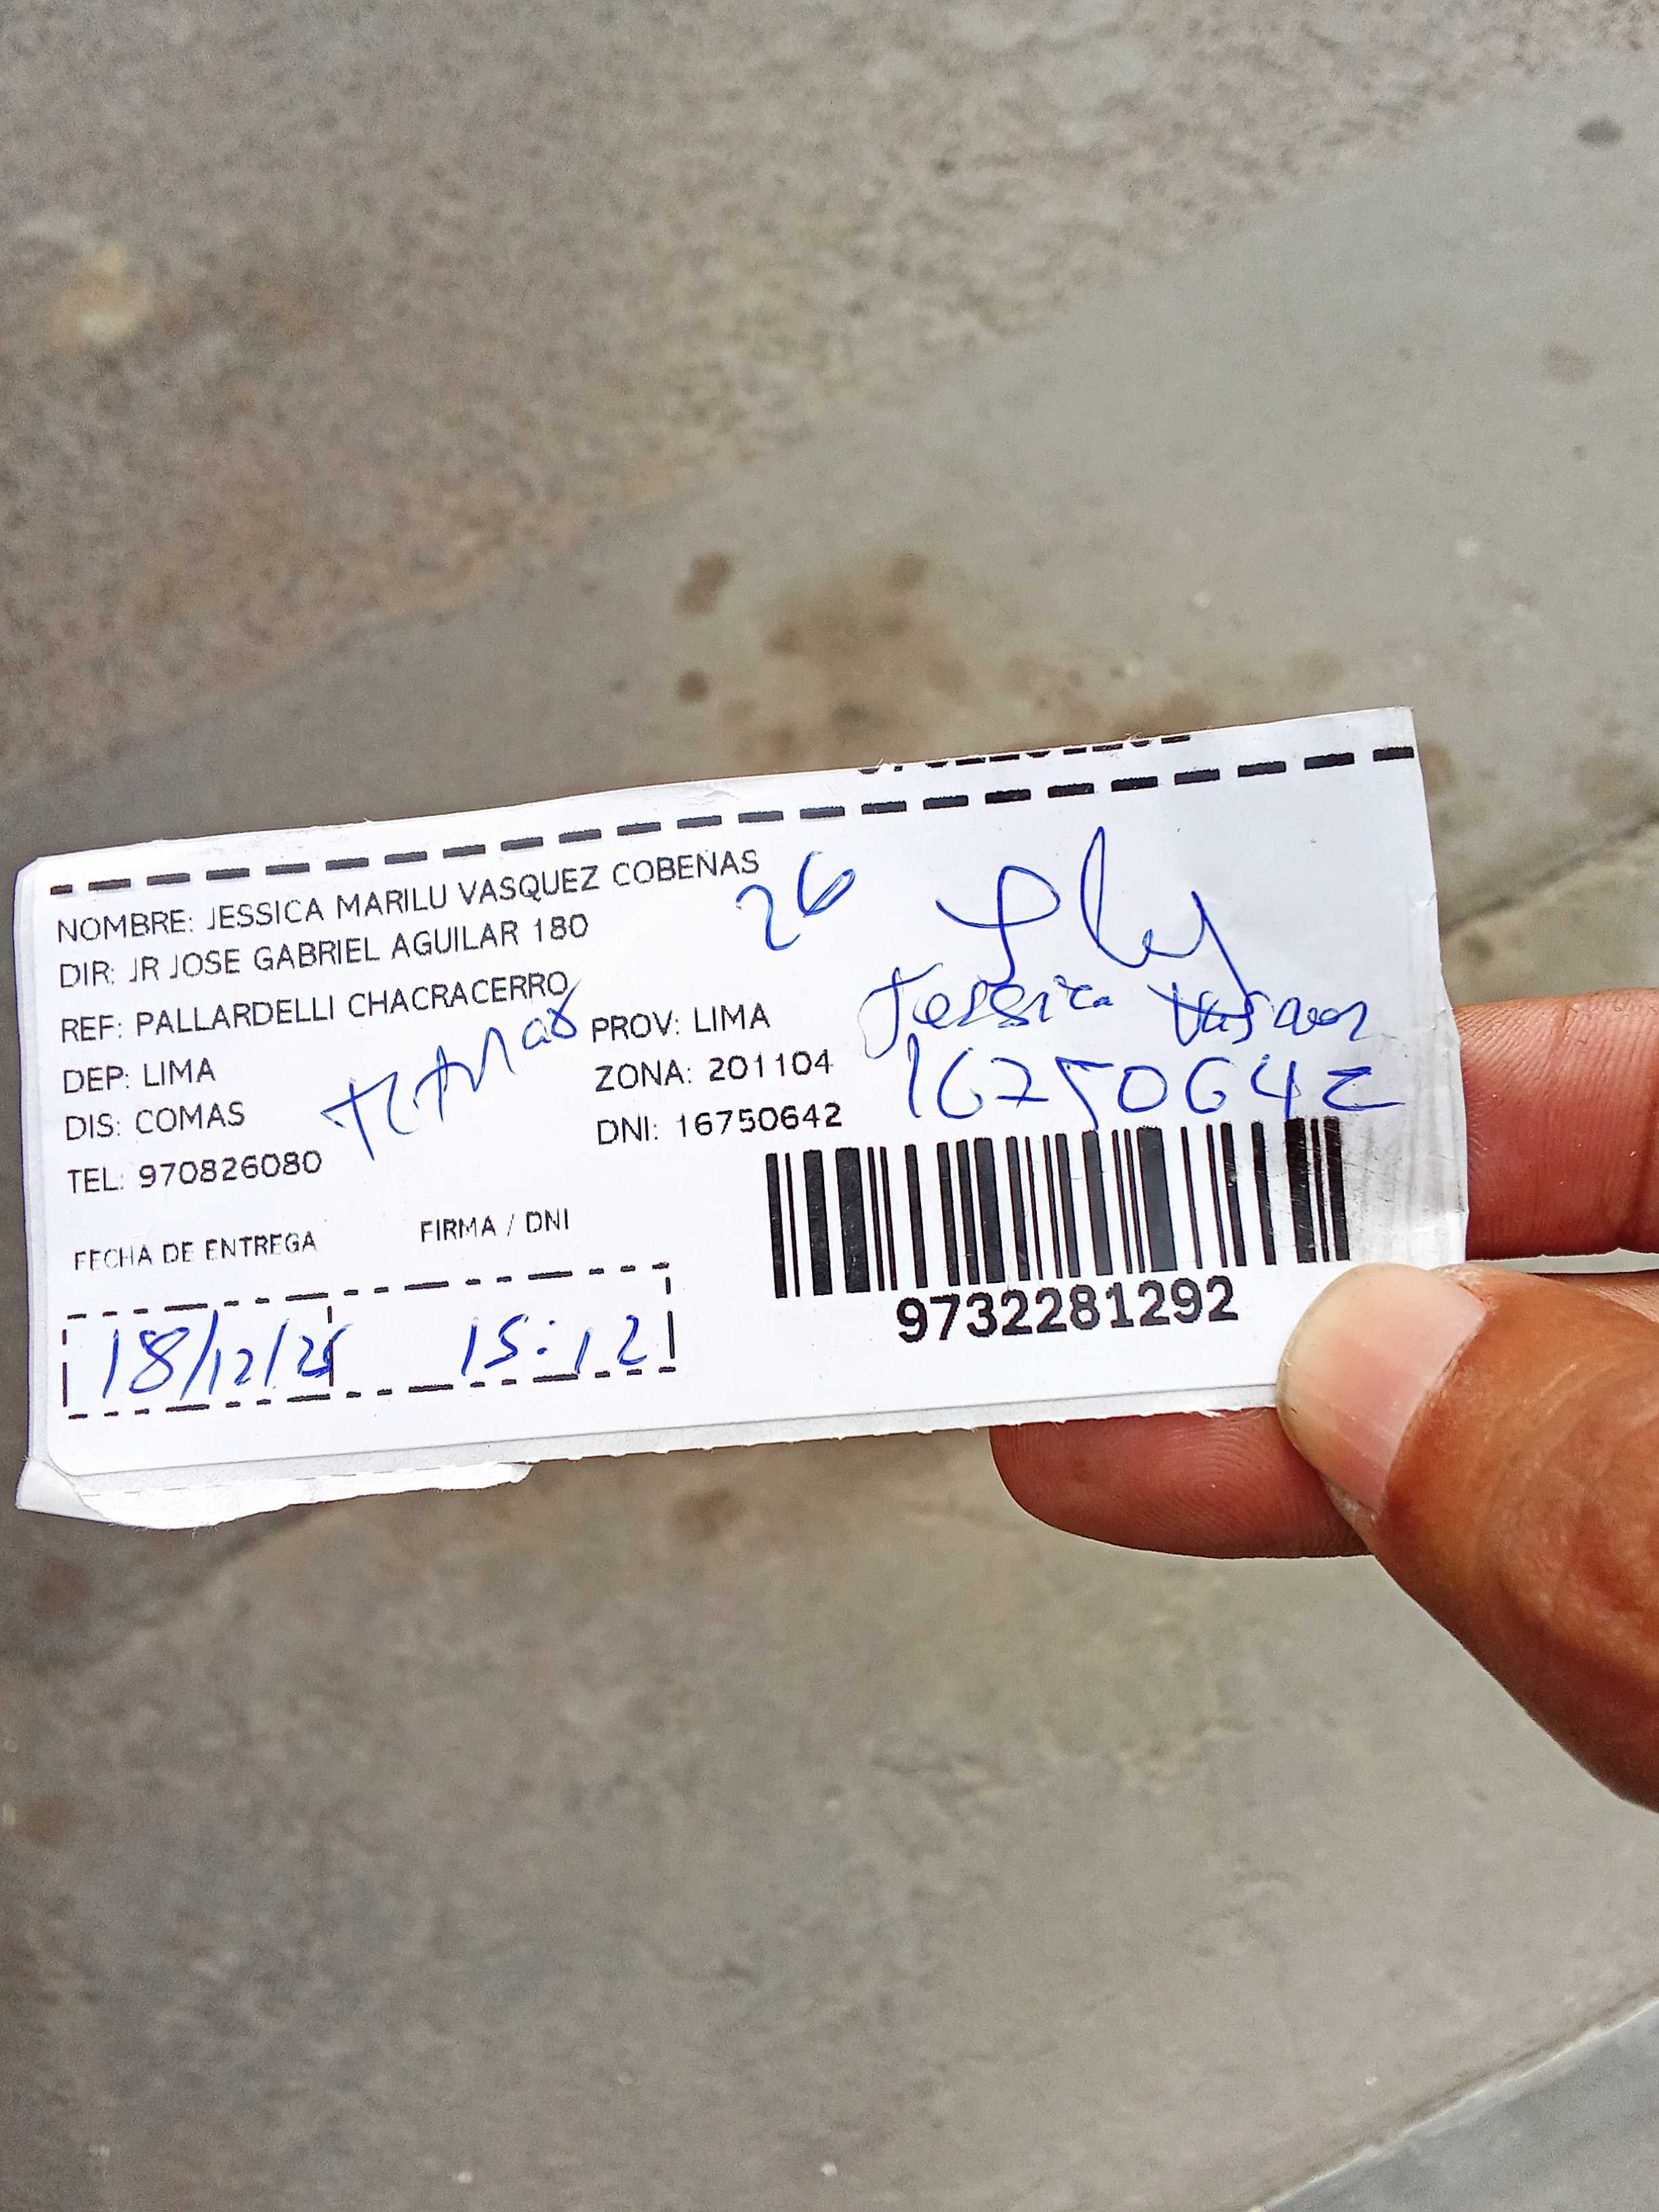 NOMBRE: JESSICA MARILU VASQUEZ COBEÑAS
26
DIR: JR JOSE GABRIEL AGUILAR 180
REF: PALLARDELLI CHACRACERRO
DEP: LIMA
PROV: LIMA
Jessica Vasquez
DIS: COMAS
ZONA: 201104
16750642
TEL: 970826080
DNI: 16750642
FECHA DE ENTREGA
FIRMA / DNI
18/12/25
15:12
9732281292